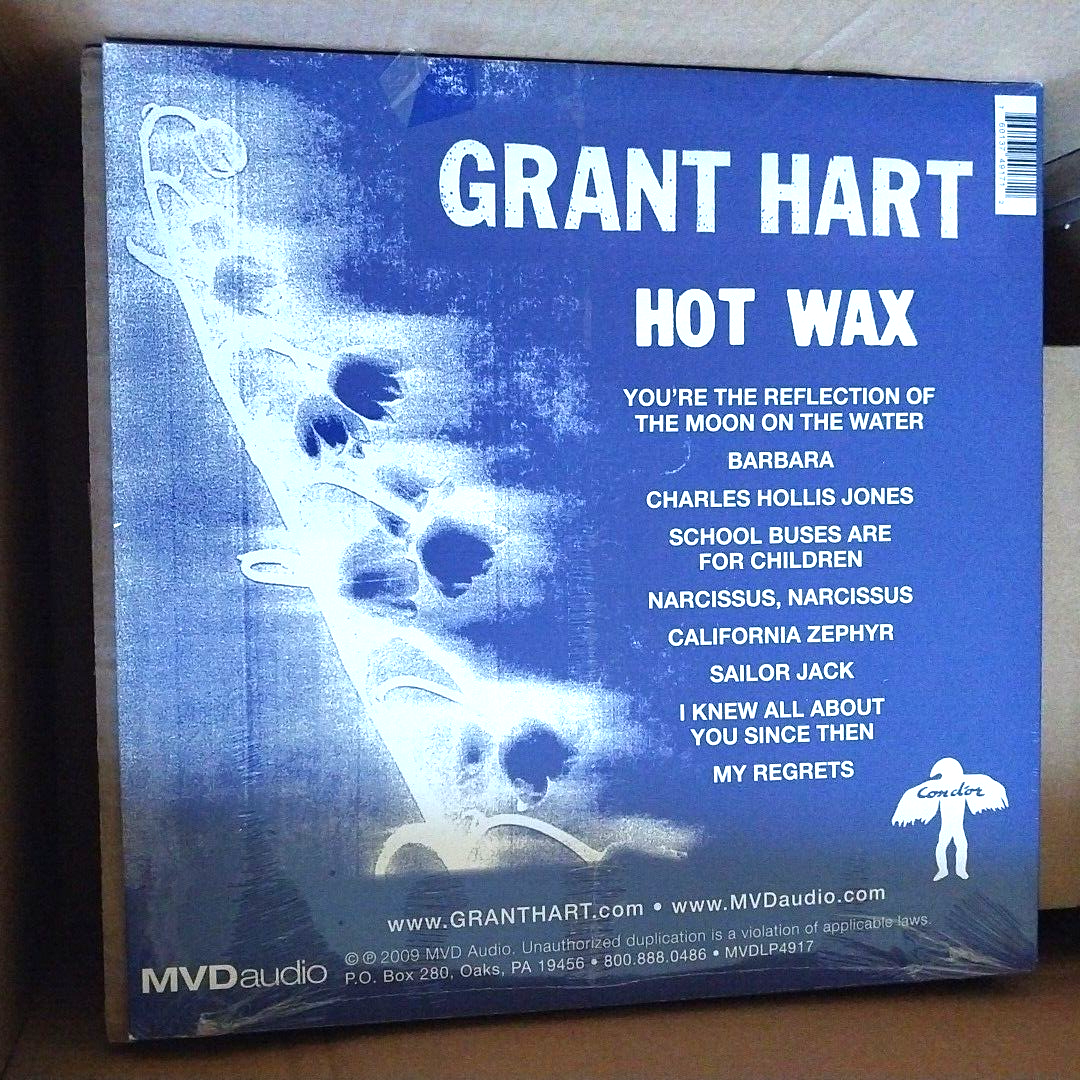 GRANT HART
HOT WAX
YOU'RE THE REFLECTION OF
THE MOON ON THE WATER
BARBARA
CHARLES HOLLIS JONES
SCHOOL BUSES ARE
FOR CHILDREN
NARCISSUS, NARCISSUS
CALIFORNIA ZEPHYR
SAILOR JACK
I KNEW ALL ABOUT
YOU SINCE THEN
MY REGRETS
Cond'or
www.GRANTHART.com • www.MVDaudio.com
MVDaudio
© ℗ 2009 MVD Audio. Unauthorized duplication is a violation of applicable laws.
P.O. Box 280, Oaks, PA 19456 • 800.888.0486 • MVDLP4917